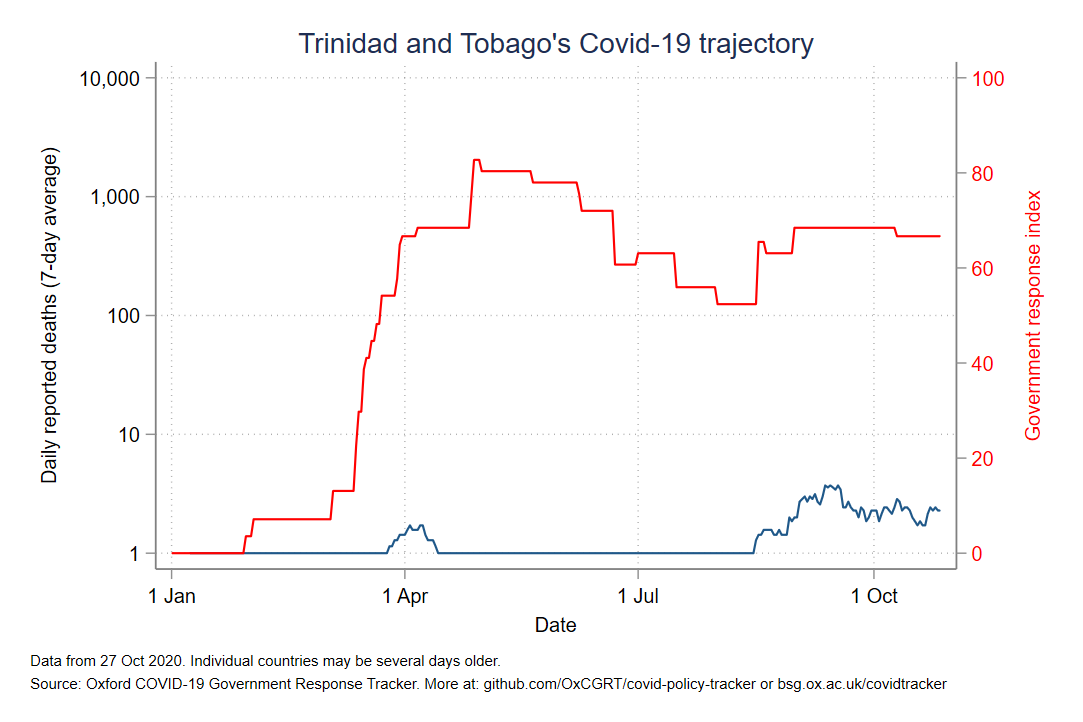 Trinidad and Tobago's Covid-19 trajectory
Daily reported deaths (7-day average)
10,000
1,000
100
10
1
100
80
60
40
20
0
Government response index
1 Jan
1 Apr
1 Jul
1 Oct
Date
Data from 27 Oct 2020. Individual countries may be several days older.
Source: Oxford COVID-19 Government Response Tracker. More at: github.com/OxCGRT/covid-policy-tracker or bsg.ox.ac.uk/covidtracker